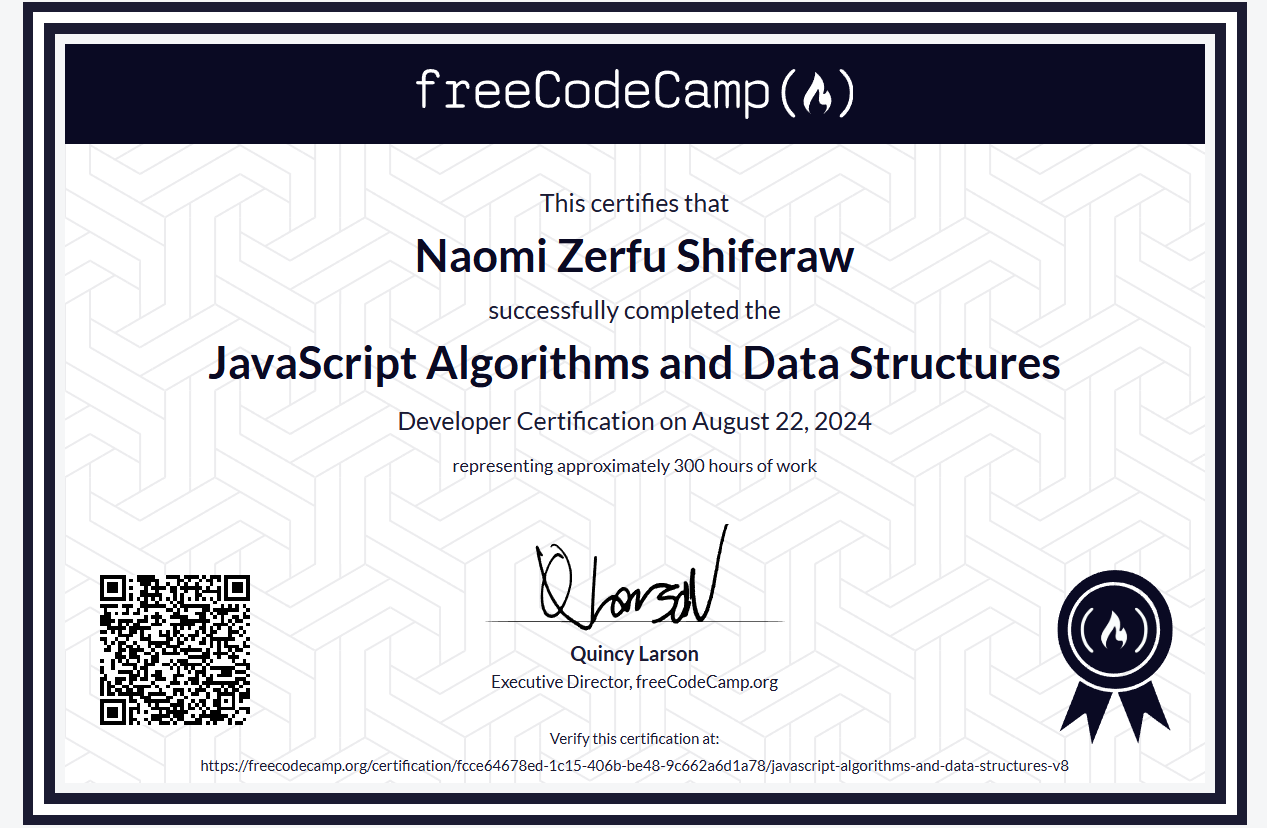 freeCodeCamp
This certifies that
Naomi Zerfu Shiferaw
successfully completed the
JavaScript Algorithms and Data Structures
Developer Certification on August 22, 2024
representing approximately 300 hours of work
Q Larson
Quincy Larson
Executive Director, freeCodeCamp.org
Verify this certification at:
https://freecodecamp.org/certification/fcce64678ed-1c15-406b-be48-9c662a6d1a78/javascript-algorithms-and-data-structures-v8